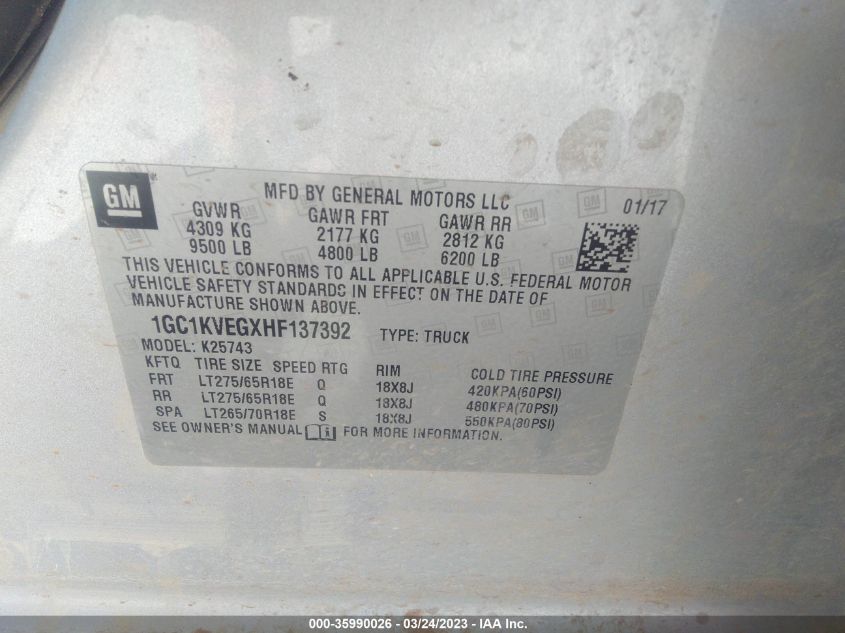 GM
MFD BY GENERAL MOTORS LLC
01/17
GVWR GAWR FRT GAWR RR
4309 KG 2177 KG 2812 KG
9500 LB 4800 LB 6200 LB
THIS VEHICLE CONFORMS TO ALL APPLICABLE U.S. FEDERAL MOTOR
VEHICLE SAFETY STANDARDS IN EFFECT ON THE DATE OF
MANUFACTURE SHOWN ABOVE.
1GC1KVEGXHF137392 TYPE: TRUCK
MODEL: K25743
KFTQ TIRE SIZE SPEED RTG RIM COLD TIRE PRESSURE
FRT LT275/65R18E Q 18X8J 420KPA(60PSI)
RR LT275/65R18E Q 18X8J 480KPA(70PSI)
SPA LT265/70R18E S 18X8J 550KPA(80PSI)
SEE OWNER'S MANUAL FOR MORE INFORMATION.
000-35990026 - 03/24/2023 - IAA Inc.